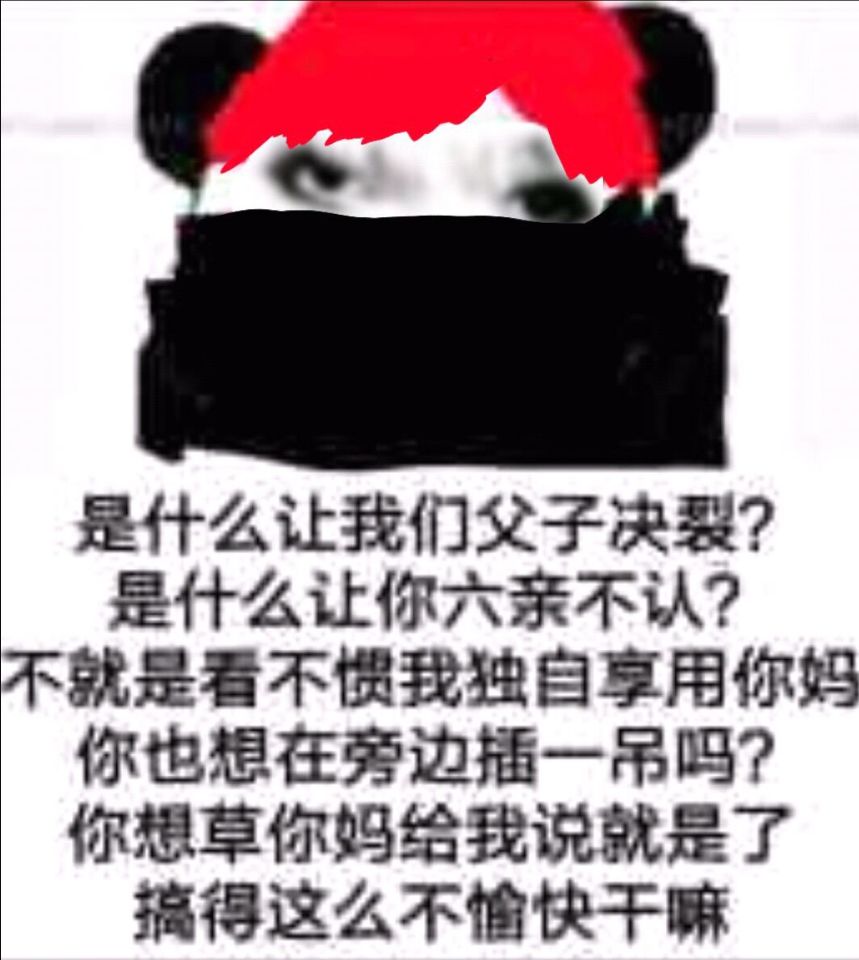 是什么让我们父子决裂?
是什么让你六亲不认?
不就是看不惯我独自享用你妈
你也想在旁边插一吊吗?
你想草你妈给我说就是了
搞得这么不愉快干嘛